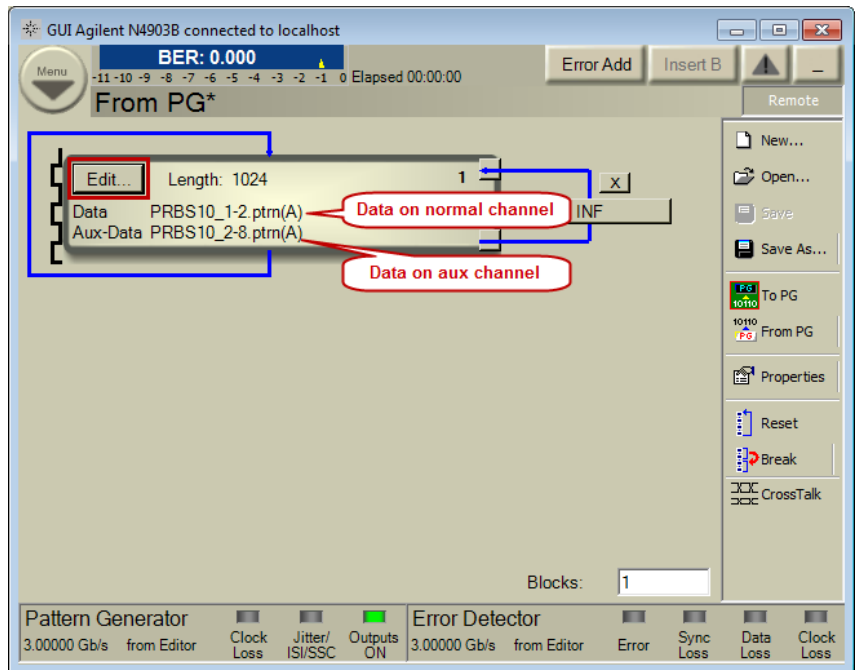 GUI Agilent N4903B connected to localhost
Menu
BER: 0.000
-11 -10 -9 -8 -7 -6 -5 -4 -3 -2 -1 0 Elapsed 00:00:00
Error Add
Insert B
From PG*
Remote
Edit...
Length: 1024
1
X
INF
Data PRBS10_1-2.ptrn(A)
Aux-Data PRBS10_2-8.ptrn(A)
Data on normal channel
Data on aux channel
New...
Open...
Save
Save As...
PG 10110 To PG
10110 PG From PG
Properties
Reset
Break
CrossTalk
Blocks: 1
Pattern Generator
3.00000 Gb/s from Editor
Clock Loss
Jitter/ ISI/SSC
Outputs ON
Error Detector
3.00000 Gb/s from Editor
Error
Sync Loss
Data Loss
Clock Loss